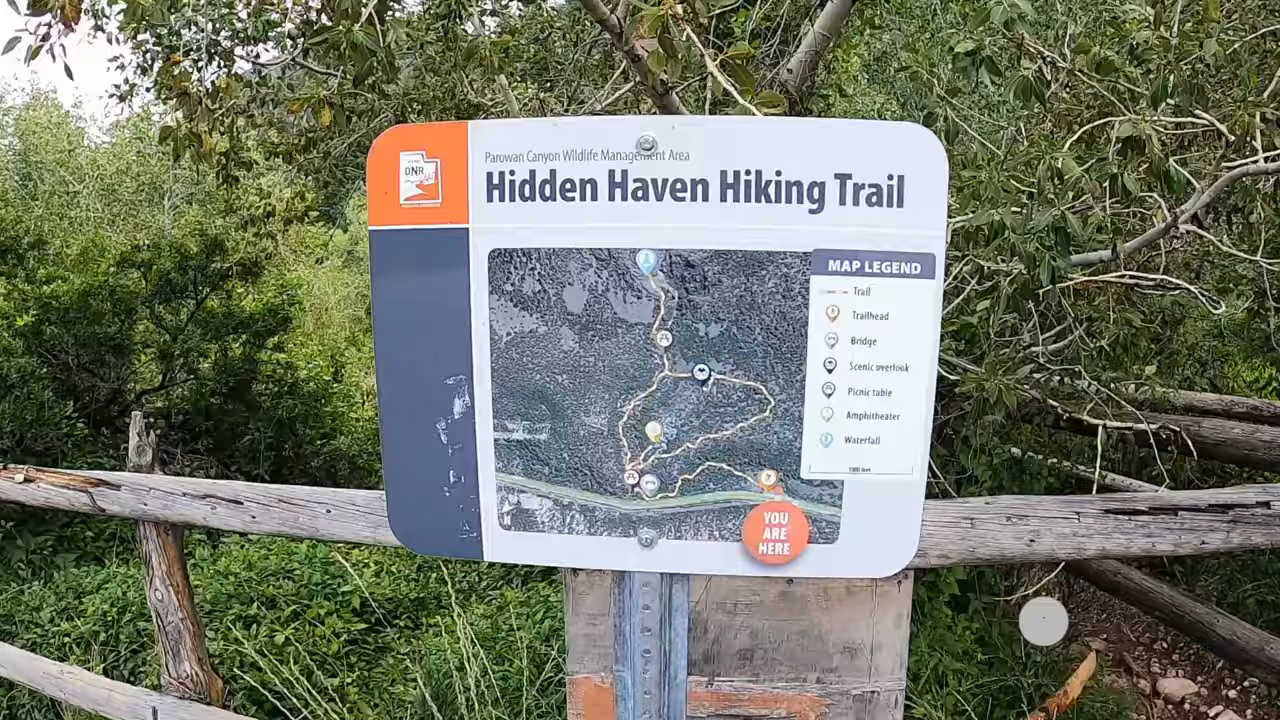 DNR
Parowan Canyon Wildlife Management Area
Hidden Haven Hiking Trail
MAP LEGEND
Trail
Trailhead
Bridge
Scenic overlook
Picnic table
Amphitheater
Waterfall
YOU
ARE
HERE